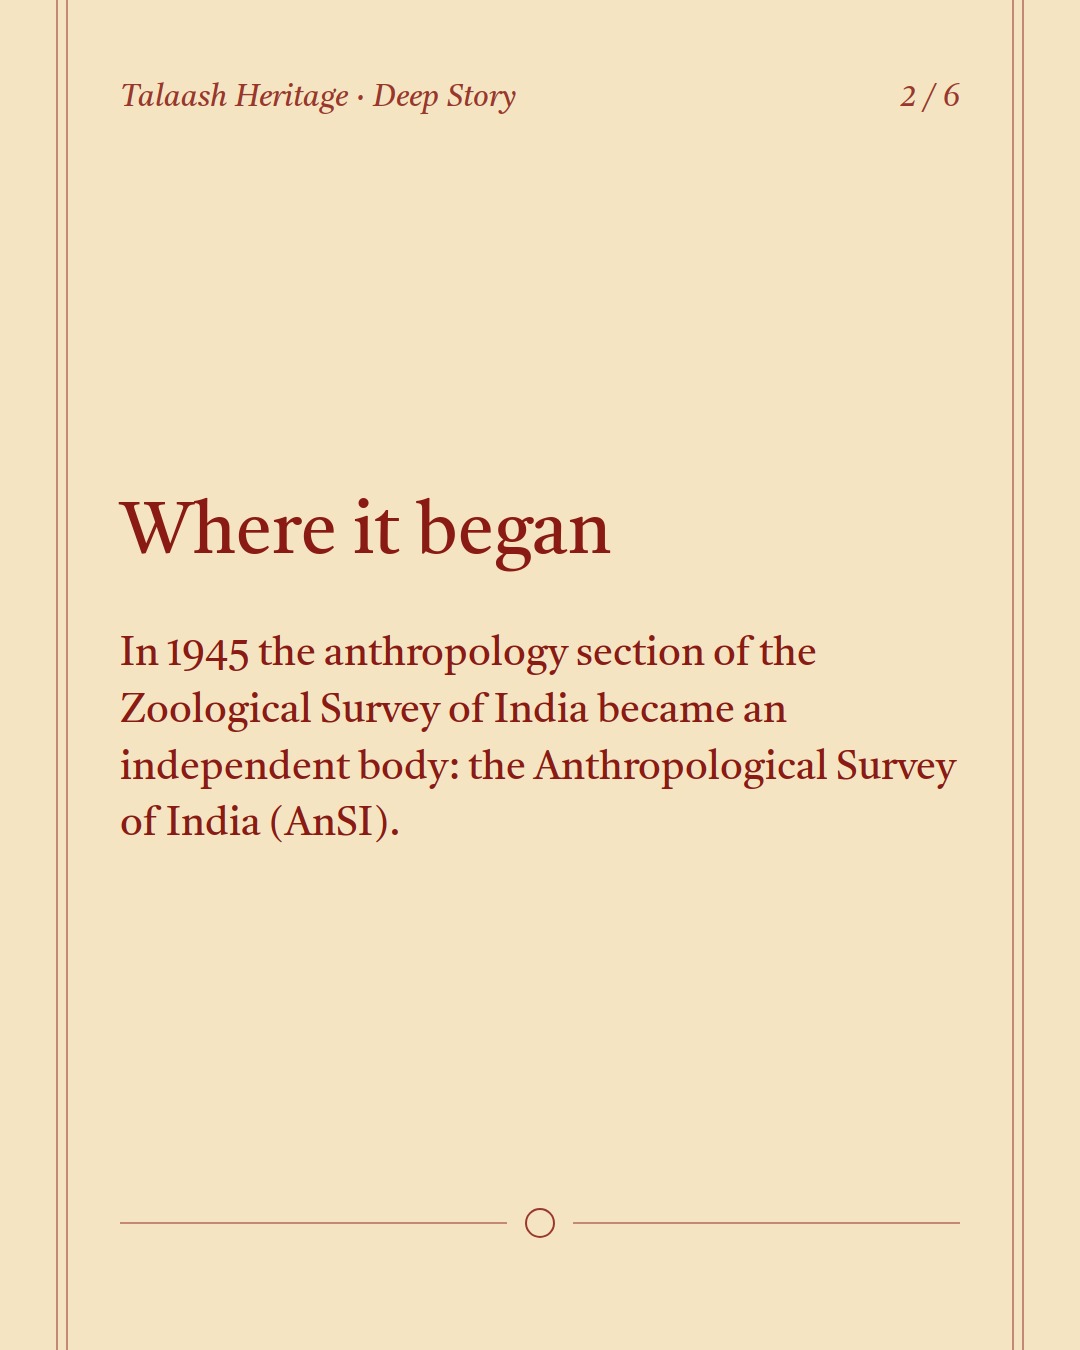 Talaash Heritage · Deep Story
2 / 6
Where it began
In 1945 the anthropology section of the
Zoological Survey of India became an
independent body: the Anthropological Survey
of India (AnSI).